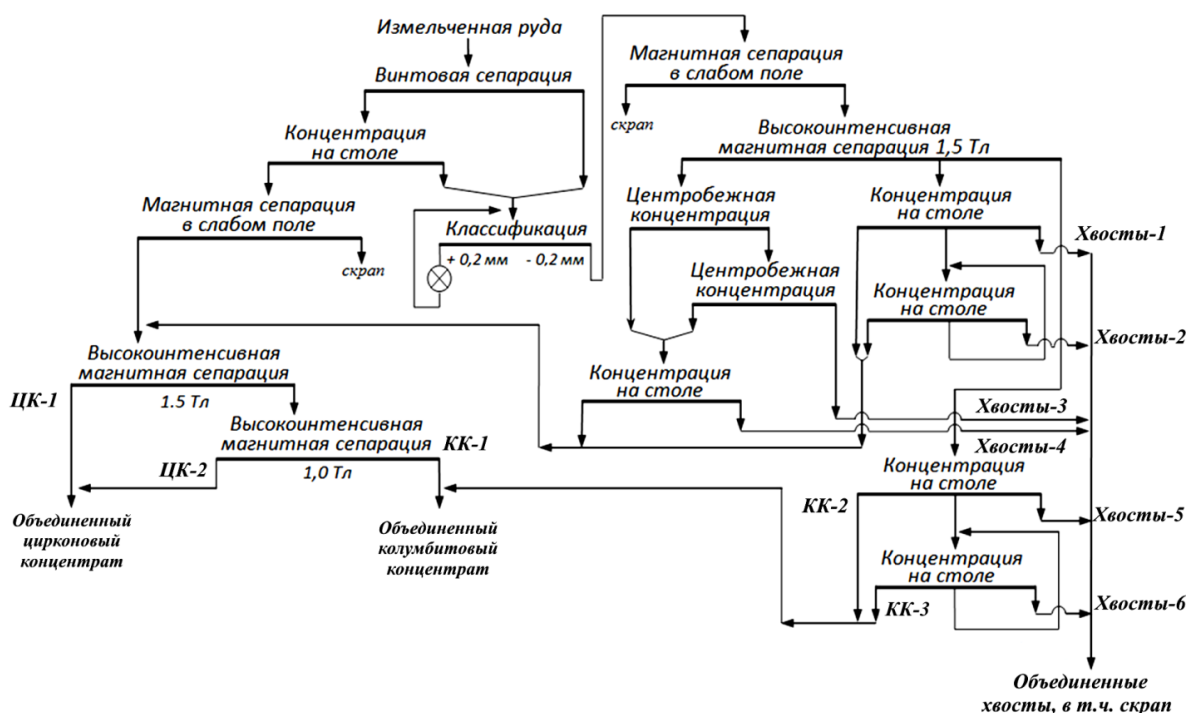 Измельченная руда
Винтовая сепарация
Концентрация
на столе
Магнитная сепарация
в слабом поле
скрап
Классификация
+ 0,2 мм - 0,2 мм
Магнитная сепарация
в слабом поле
скрап
Высокоинтенсивная
магнитная сепарация 1,5 Тл
Центробежная
концентрация
Центробежная
концентрация
Концентрация
на столе
Концентрация
на столе
Хвосты-1
Концентрация
на столе
Хвосты-2
Хвосты-3
Хвосты-4
Высокоинтенсивная
магнитная сепарация
1.5 Тл
ЦК-1
Высокоинтенсивная
магнитная сепарация
1,0 Тл
КК-1
ЦК-2
Объединенный
цирконовый
концентрат
Объединенный
колумбитовый
концентрат
Концентрация
на столе
КК-2
Хвосты-5
Концентрация
на столе
КК-3
Хвосты-6
Объединенные
хвосты, в т.ч. скрап